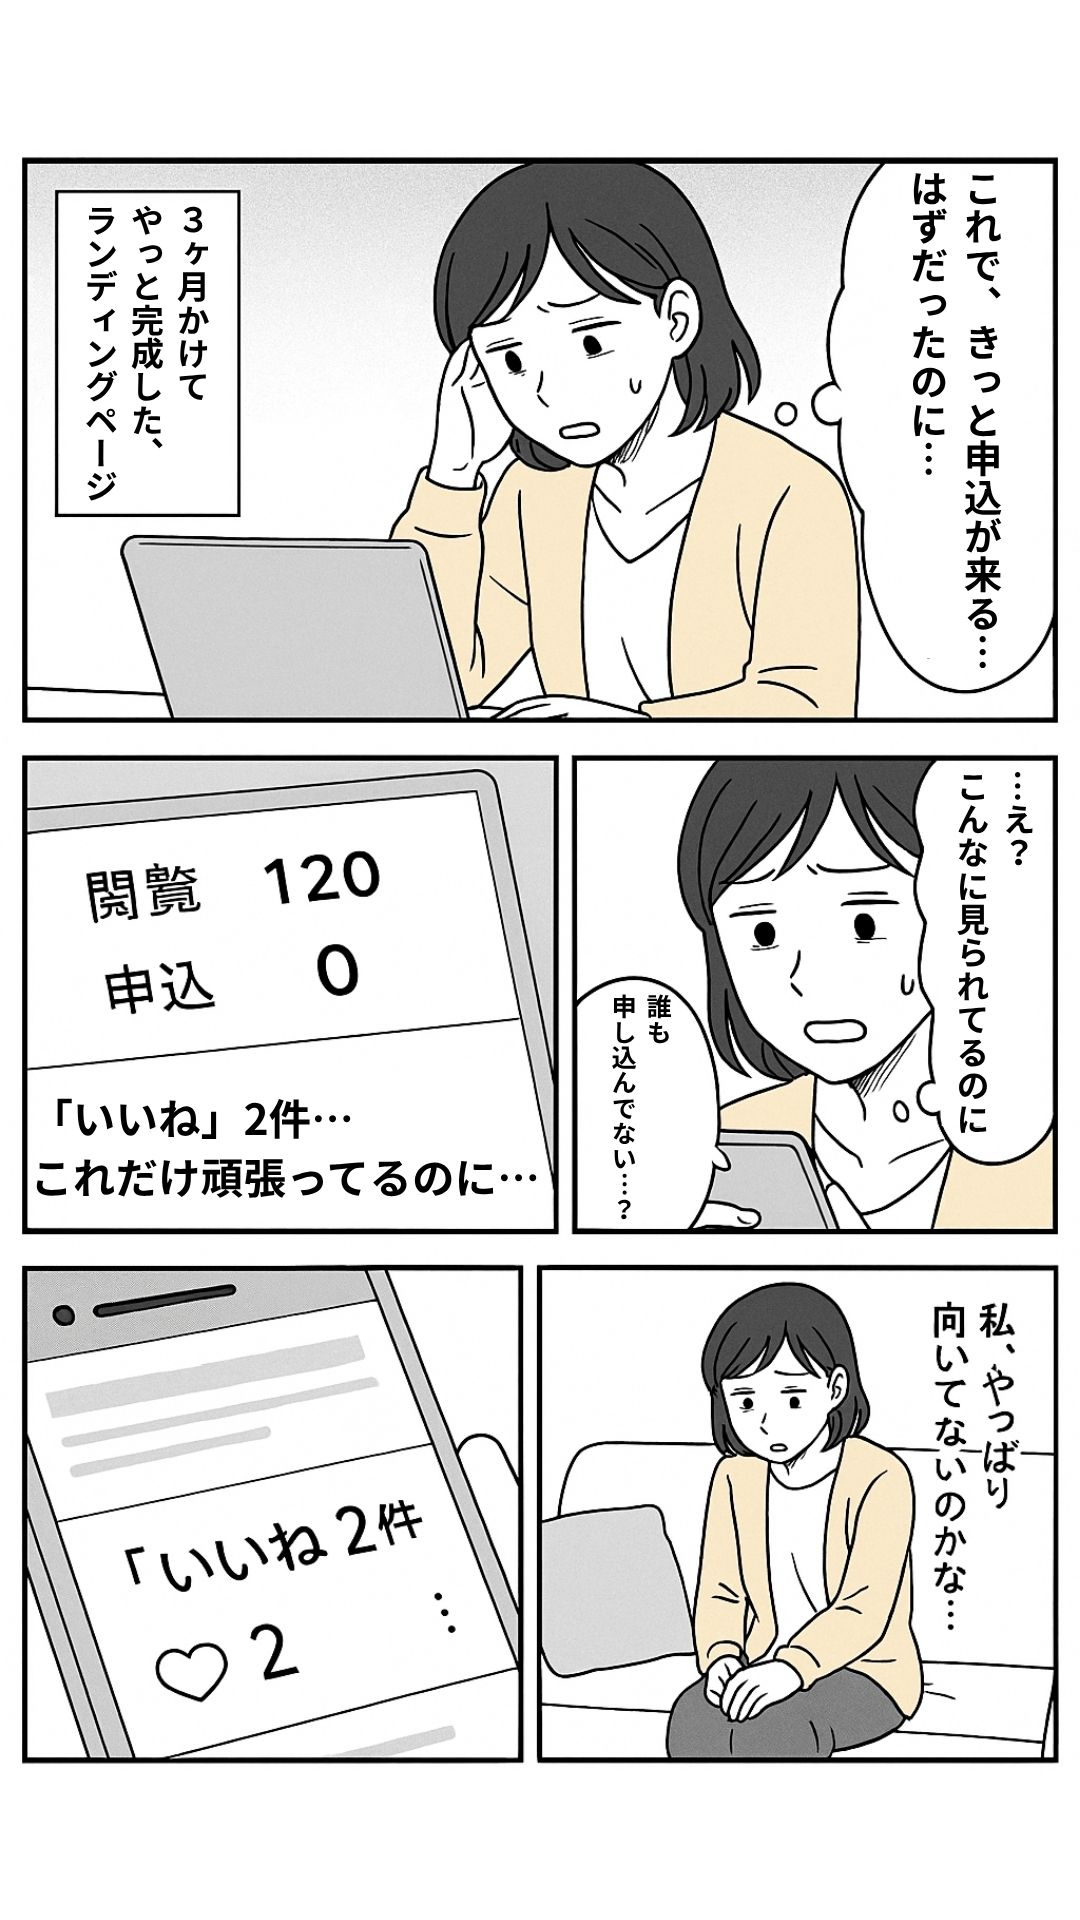 3ヶ月かけて
やっと完成した、
ランディングページ
これで、きっと申込が来る…
はずだったのに…
閲覧 120
申込 0
「いいね」2件…
これだけ頑張ってるのに…
…え?
こんなに見られてるのに
誰も
申し込んでない…?
「いいね 2件
…
♡ 2
私、やっぱり
向いてないのかな…